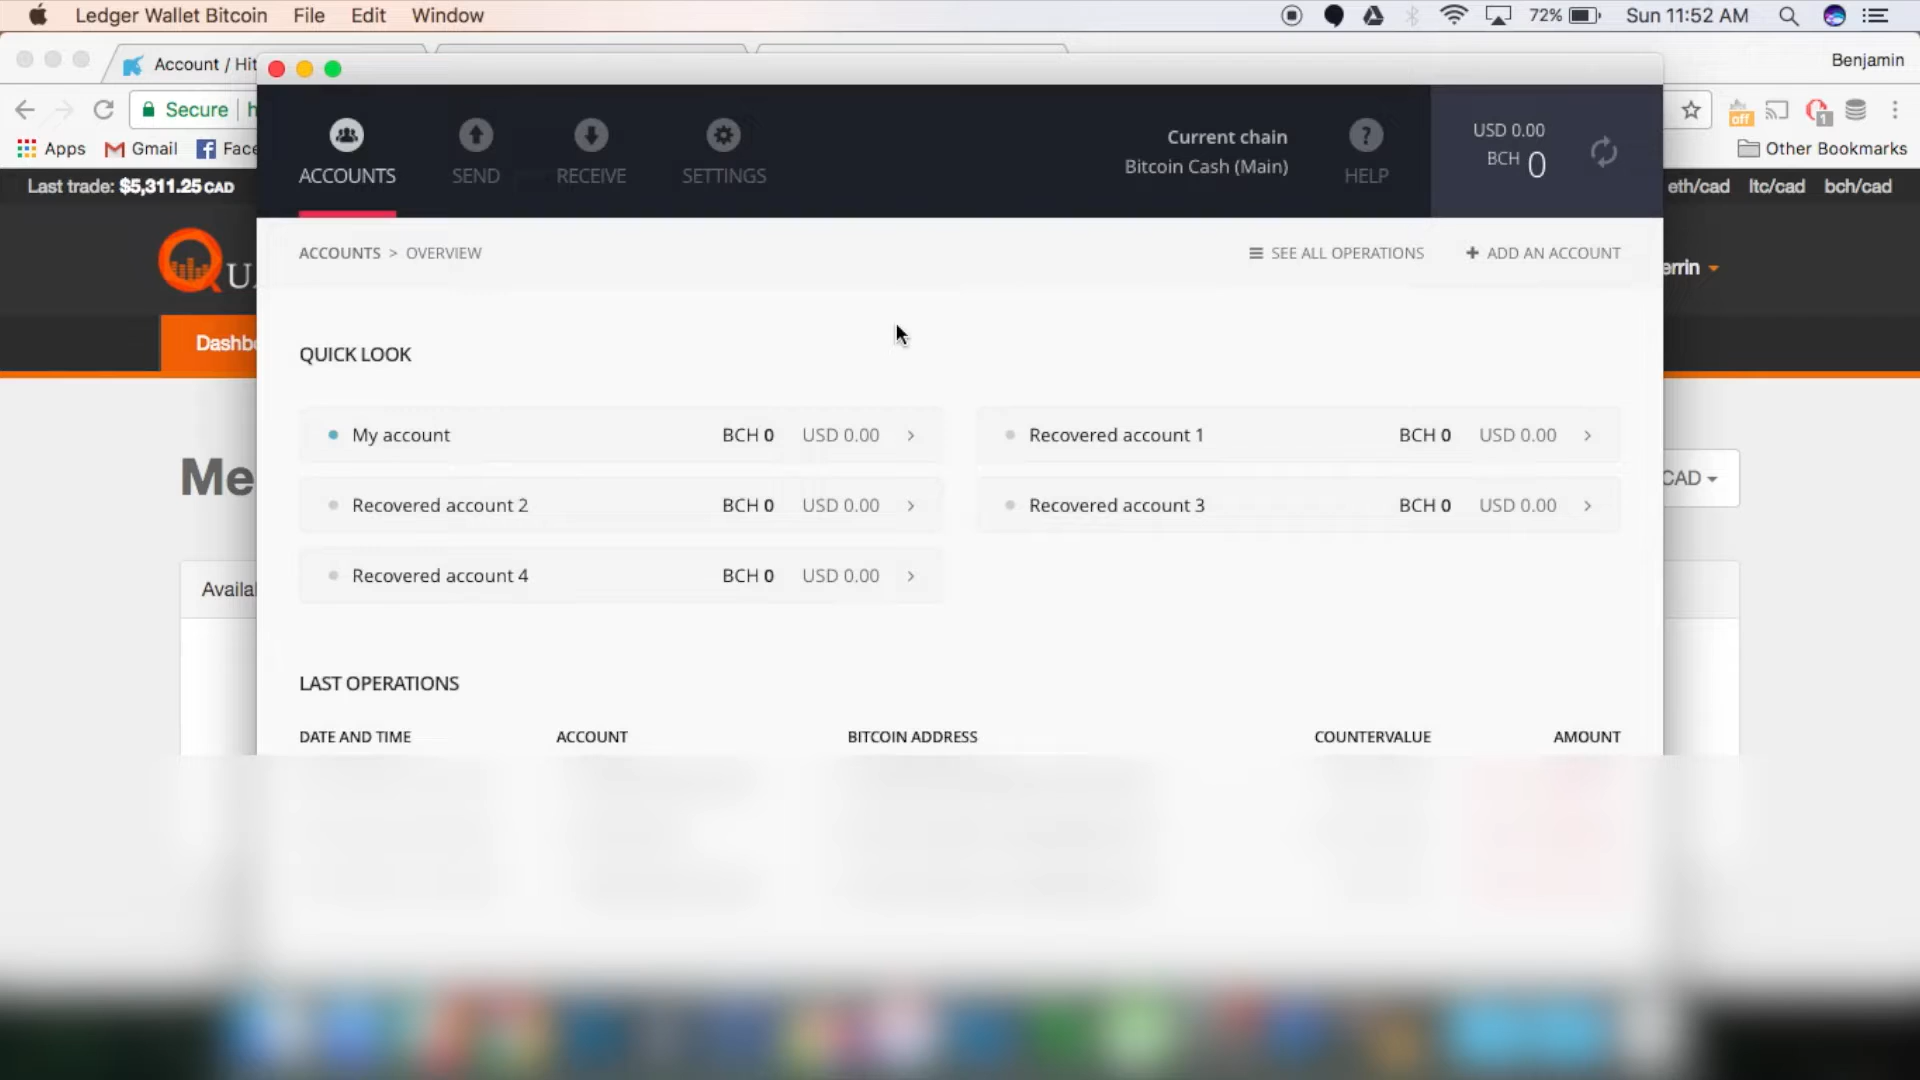 Ledger Wallet Bitcoin File Edit Window 72% Sun 11:52 AM
Account / Hit Benjamin
Secure h off 1
Apps Gmail Face Other Bookmarks
Last trade: $5,311.25 CAD eth/cad ltc/cad bch/cad
ACCOUNTS SEND RECEIVE SETTINGS
Current chain
Bitcoin Cash (Main)
? HELP
USD 0.00
BCH 0
QU errin
ACCOUNTS > OVERVIEW SEE ALL OPERATIONS + ADD AN ACCOUNT
Dashb
QUICK LOOK
My account BCH 0 USD 0.00 > Recovered account 1 BCH 0 USD 0.00 >
Me CAD
Recovered account 2 BCH 0 USD 0.00 > Recovered account 3 BCH 0 USD 0.00 >
Recovered account 4 BCH 0 USD 0.00 >
Availa
LAST OPERATIONS
DATE AND TIME ACCOUNT BITCOIN ADDRESS COUNTERVALUE AMOUNT